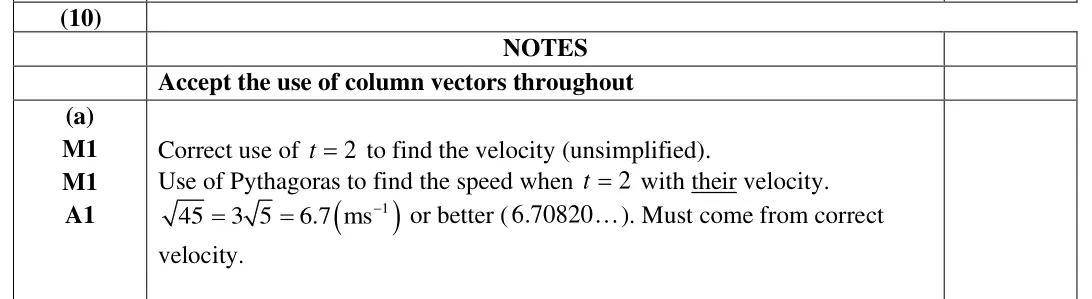 (10)
NOTES
Accept the use of column vectors throughout
(a)
M1 Correct use of t = 2 to find the velocity (unsimplified).
M1 Use of Pythagoras to find the speed when t = 2 with their velocity.
A1 √45 = 3√5 = 6.7(ms⁻¹) or better (6.70820…). Must come from correct
velocity.